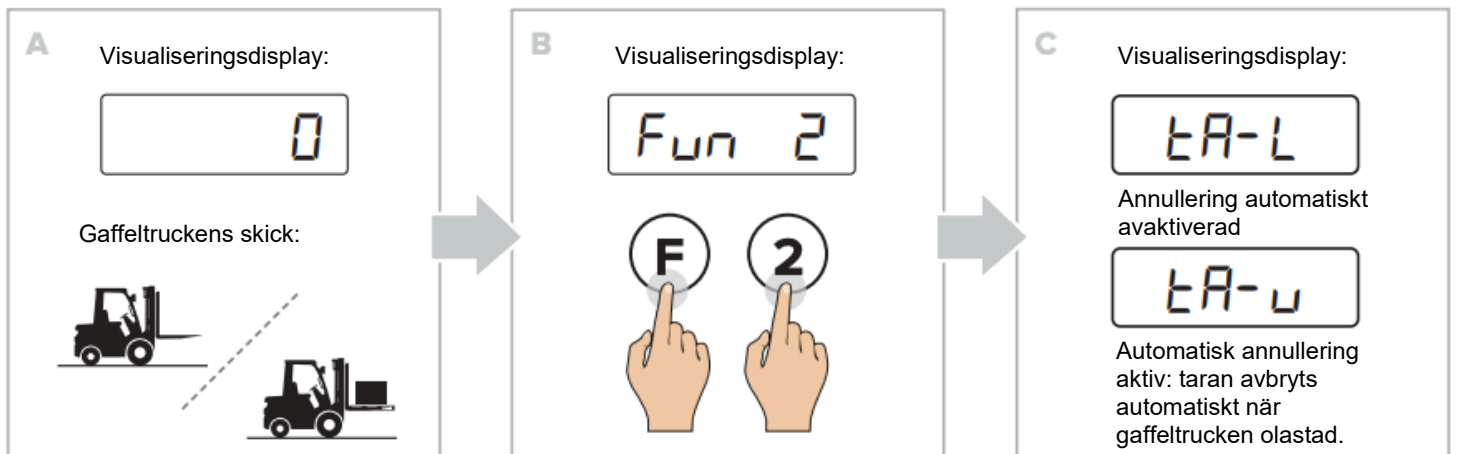 A
Visualiseringsdisplay:
0
Gaffeltruckens skick:
B
Visualiseringsdisplay:
Fun 2
F 2
C
Visualiseringsdisplay:
tA-L
Annullering automatiskt
avaktiverad
tA-u
Automatisk annullering
aktiv: taran avbryts
automatiskt när
gaffeltrucken olastad.